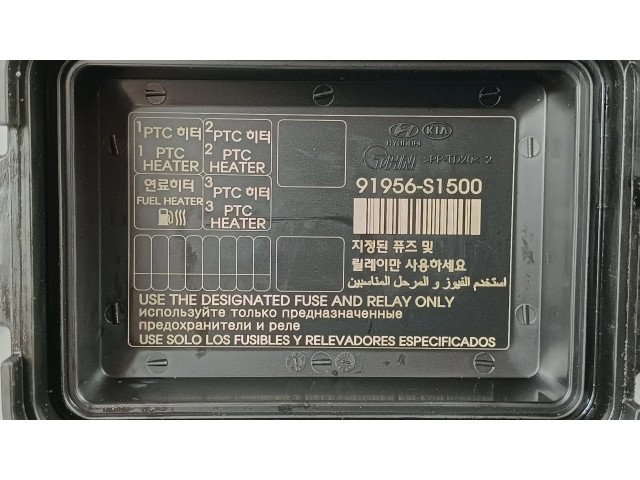 1 PTC 히터
1 PTC
HEATER
2 PTC 히터
2 PTC
HEATER
연료히터
FUEL HEATER
3 PTC 히터
3 PTC
HEATER
HYUNDAI
KIA
>PP-TD20< 2
91956-S1500
지정된 퓨즈 및
릴레이만 사용하세요
استخدم الفيوز و المرحل المناسبين
USE THE DESIGNATED FUSE AND RELAY ONLY
используйте только предназначенные
предохранители и реле
USE SOLO LOS FUSIBLES Y RELEVADORES ESPECIFICADOS